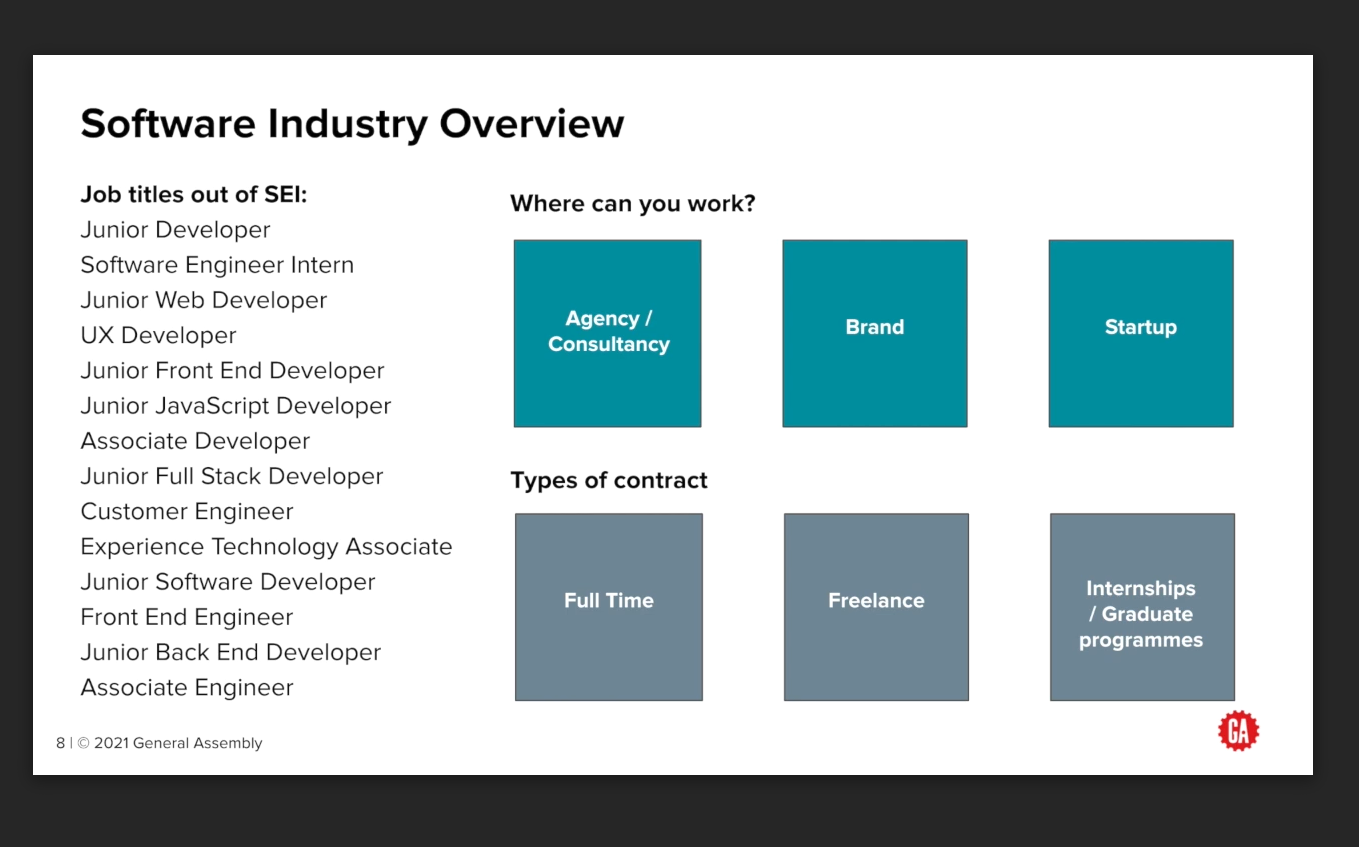 Software Industry Overview
Job titles out of SEI:
Junior Developer
Software Engineer Intern
Junior Web Developer
UX Developer
Junior Front End Developer
Junior JavaScript Developer
Associate Developer
Junior Full Stack Developer
Customer Engineer
Experience Technology Associate
Junior Software Developer
Front End Engineer
Junior Back End Developer
Associate Engineer
Where can you work?
Agency /
Consultancy
Brand
Startup
Types of contract
Full Time
Freelance
Internships
/ Graduate
programmes
8 | © 2021 General Assembly
GA